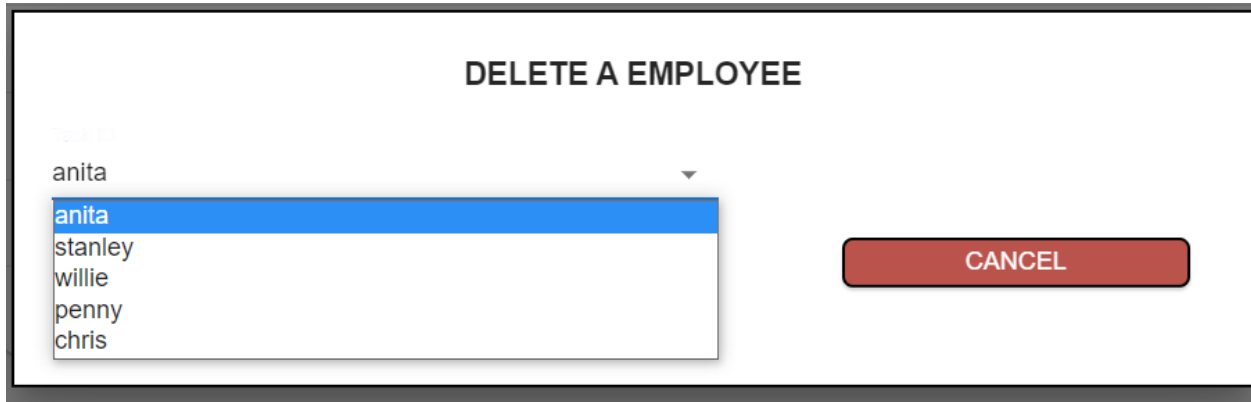 DELETE A EMPLOYEE
anita
anita
stanley
willie
penny
chris
CANCEL